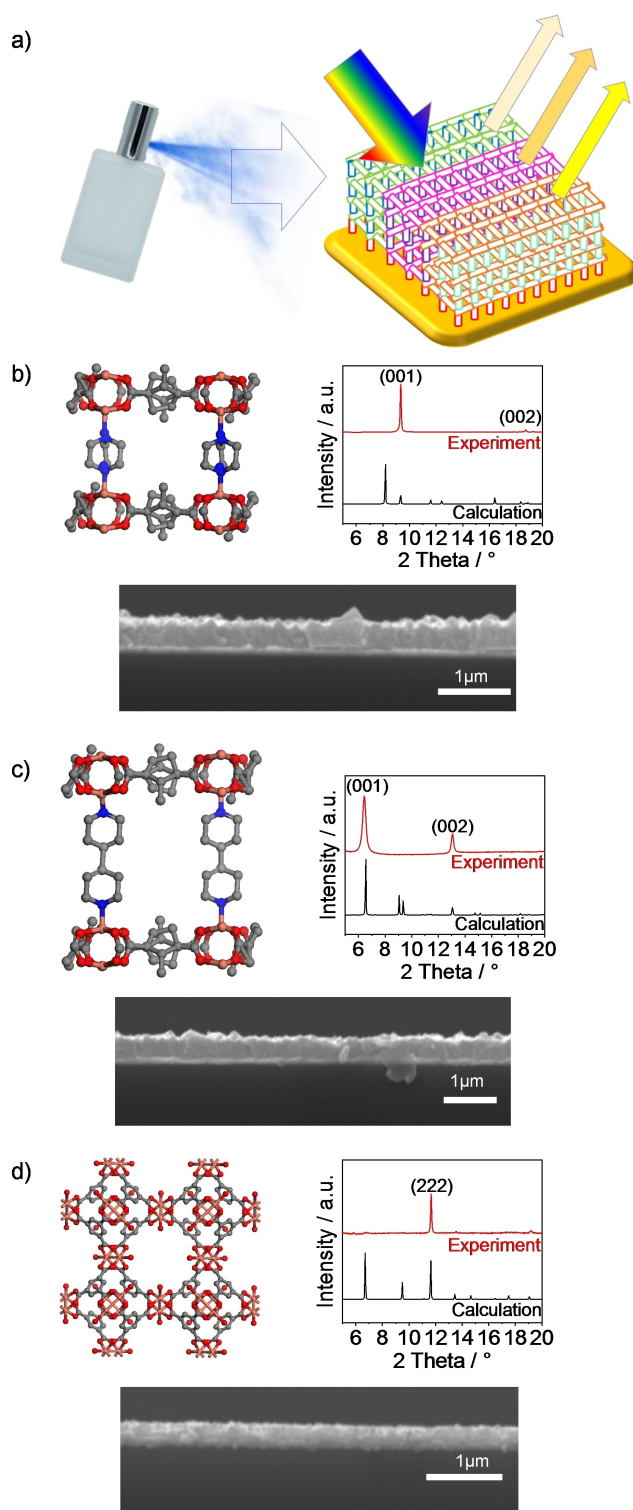 a)
b)
(001)
(002)
Intensity / a.u.
Experiment
Calculation
6 8 10 12 14 16 18 20
2 Theta / °
1μm
c)
(001)
(002)
Intensity / a.u.
Experiment
Calculation
6 8 10 12 14 16 18 20
2 Theta / °
1μm
d)
(222)
Intensity / a.u.
Experiment
Calculation
6 8 10 12 14 16 18 20
2 Theta / °
1μm